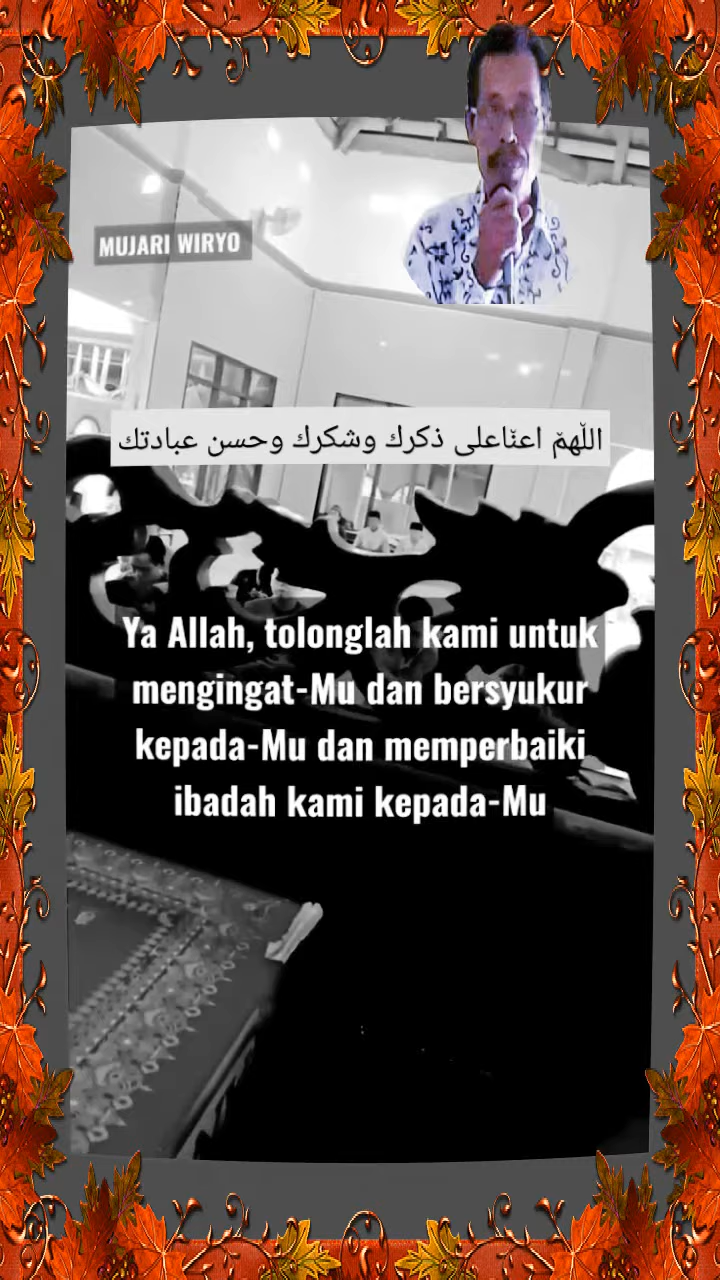 MUJARI WIRYO
اللّهمّ اعنّاعلى ذكرك وشكرك وحسن عبادتك
Ya Allah, tolonglah kami untuk
mengingat-Mu dan bersyukur
kepada-Mu dan memperbaiki
ibadah kami kepada-Mu